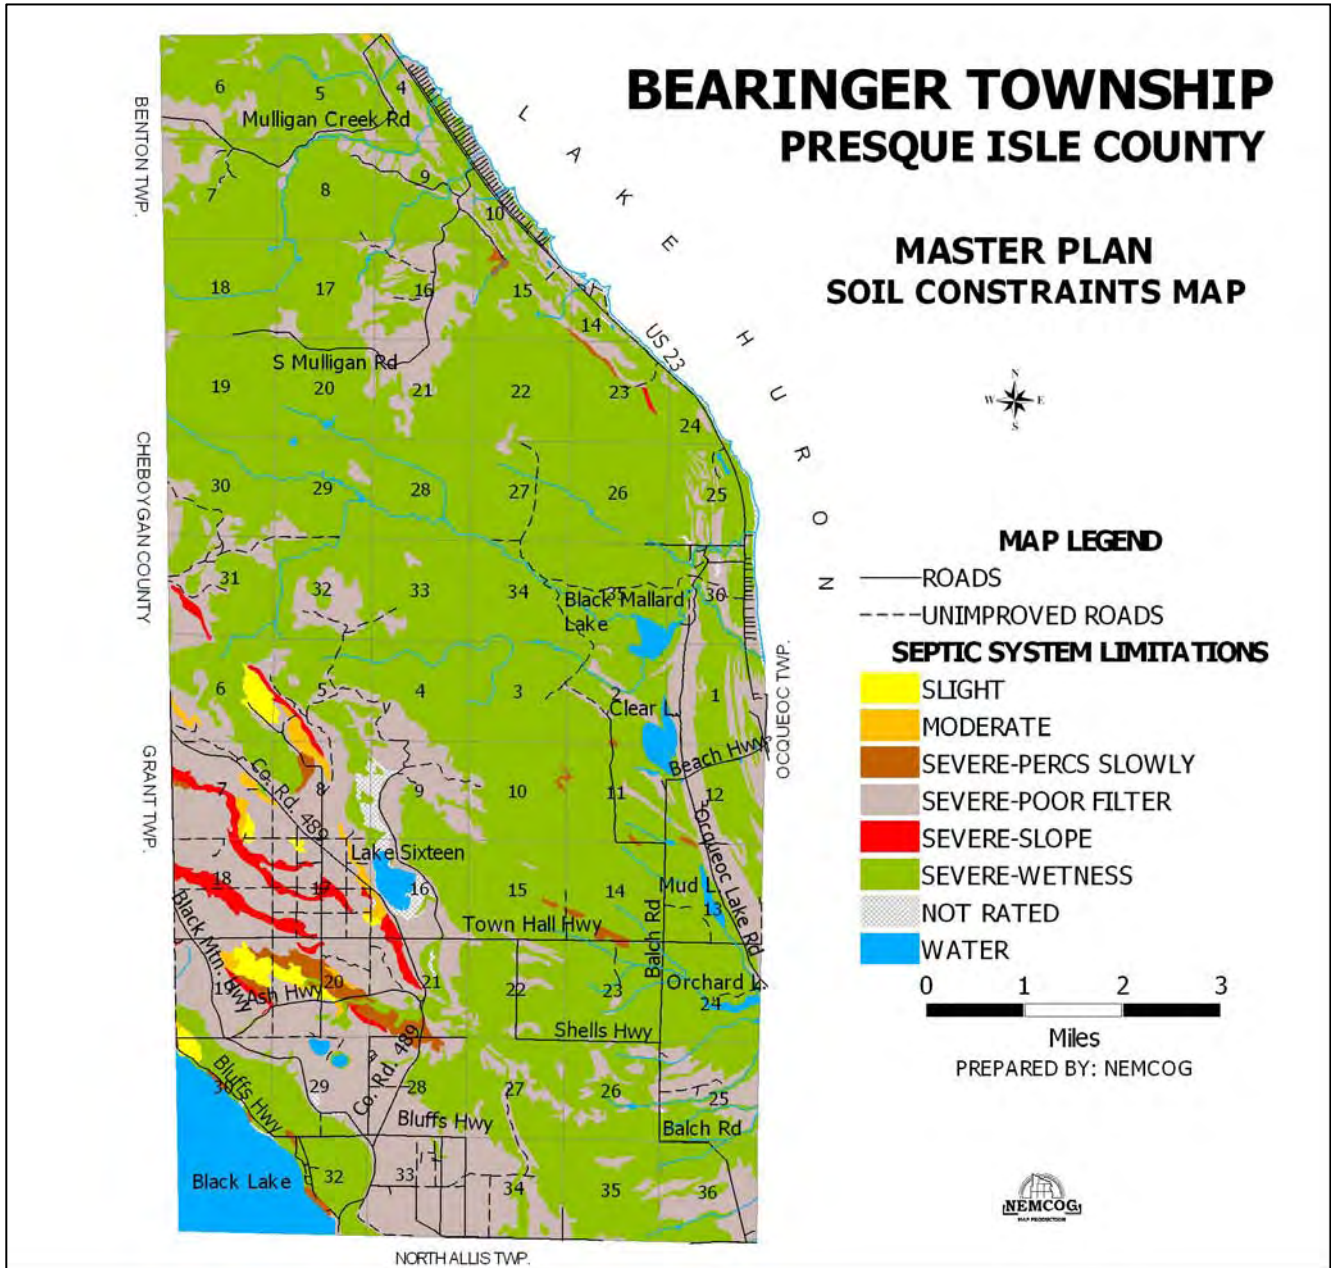 BEARINGER TOWNSHIP
PRESQUE ISLE COUNTY
MASTER PLAN
SOIL CONSTRAINTS MAP
N
W E
S
MAP LEGEND
ROADS
UNIMPROVED ROADS
SEPTIC SYSTEM LIMITATIONS
SLIGHT
MODERATE
SEVERE-PERCS SLOWLY
SEVERE-POOR FILTER
SEVERE-SLOPE
SEVERE-WETNESS
NOT RATED
WATER
0 1 2 3
Miles
PREPARED BY: NEMCOG
NEMCOG
MAP PRODUCTION
LAKE HURON
BENTON TWP.
CHEBOYGAN COUNTY
GRANT TWP.
OCQUEOC TWP.
NORTH ALLIS TWP.
6 5 4
Mulligan Creek Rd
7 8 9 10
18 17 16 15 14
US 23
S Mulligan Rd
19 20 21 22 23 24
30 29 28 27 26 25
31 32 33 34 35 36
Black Mallard
Lake
6 5 4 3 2 1
Clear L.
Beach Hwy
Co. Rd. 489
7 8 9 10 11 12
Ocqueoc Lake Rd
Lake Sixteen
18 17 16 15 14 13
Mud L.
Black Mtn. Hwy
Town Hall Hwy
Balch Rd
19 20 21 22 23 24
Ash Hwy
Orchard L.
Shells Hwy
Co. Rd. 489
Bluffs Hwy
30 29 28 27 26 25
Bluffs Hwy
Balch Rd
Black Lake
32 33 34 35 36